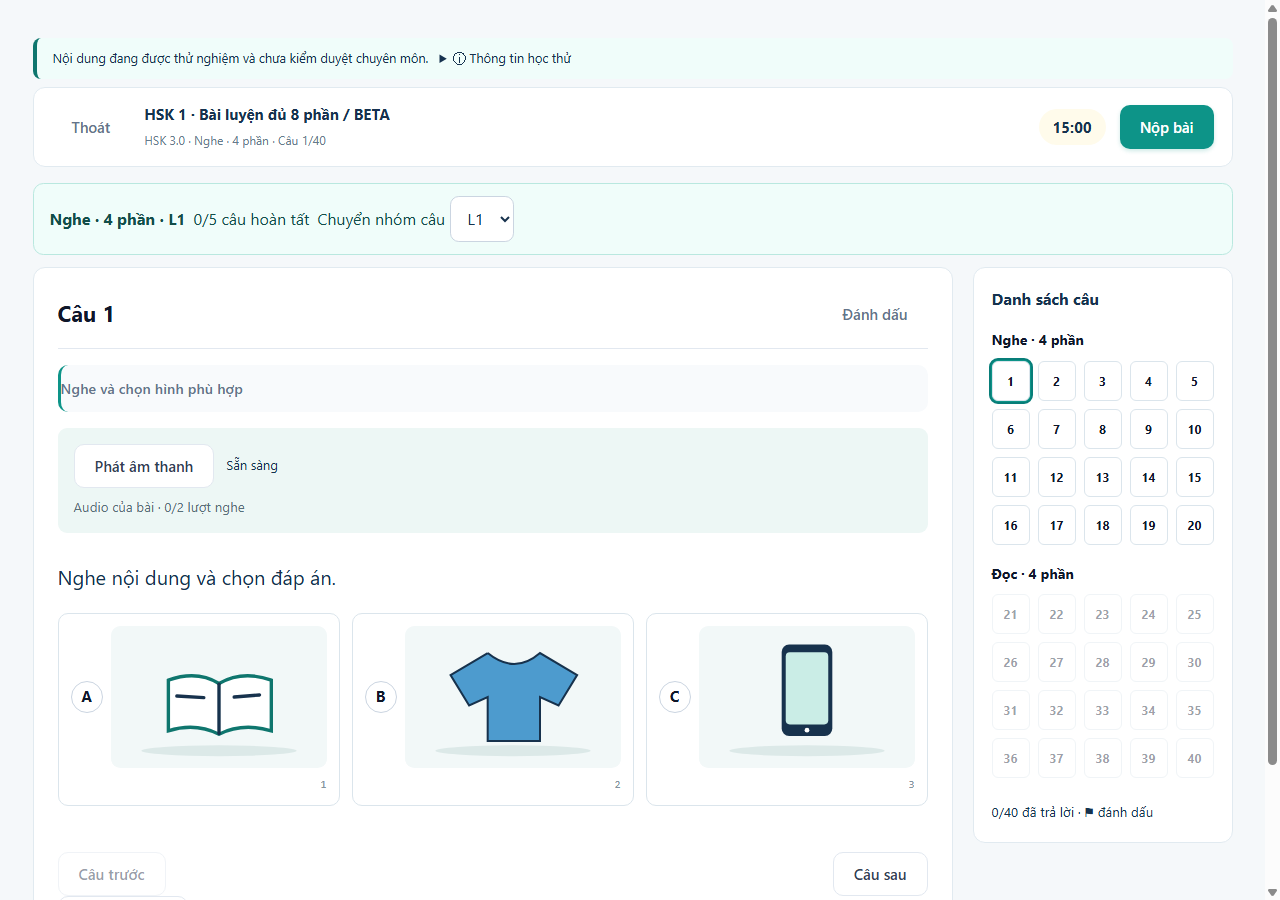 Nội dung đang được thử nghiệm và chưa kiểm duyệt chuyên môn. ▶ ⓘ Thông tin học thử
Thoát
HSK 1 · Bài luyện đủ 8 phần / BETA
HSK 3.0 · Nghe · 4 phần · Câu 1/40
15:00
Nộp bài
Nghe · 4 phần · L1 0/5 câu hoàn tất Chuyển nhóm câu L1
Câu 1
Đánh dấu
Nghe và chọn hình phù hợp
Phát âm thanh
Sẵn sàng
Audio của bài · 0/2 lượt nghe
Nghe nội dung và chọn đáp án.
A
1
B
2
C
3
Câu trước
Câu sau
Danh sách câu
Nghe · 4 phần
1 2 3 4 5
6 7 8 9 10
11 12 13 14 15
16 17 18 19 20
Đọc · 4 phần
21 22 23 24 25
26 27 28 29 30
31 32 33 34 35
36 37 38 39 40
0/40 đã trả lời · ⚑ đánh dấu